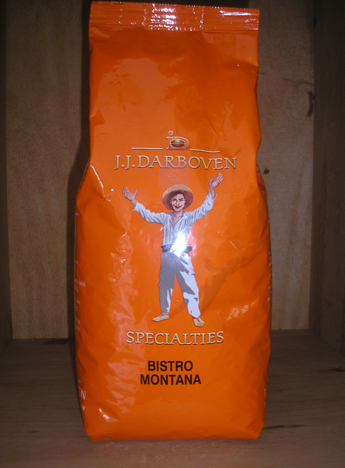 J.J.DARBOVEN
SPECIALTIES
BISTRO
MONTANA